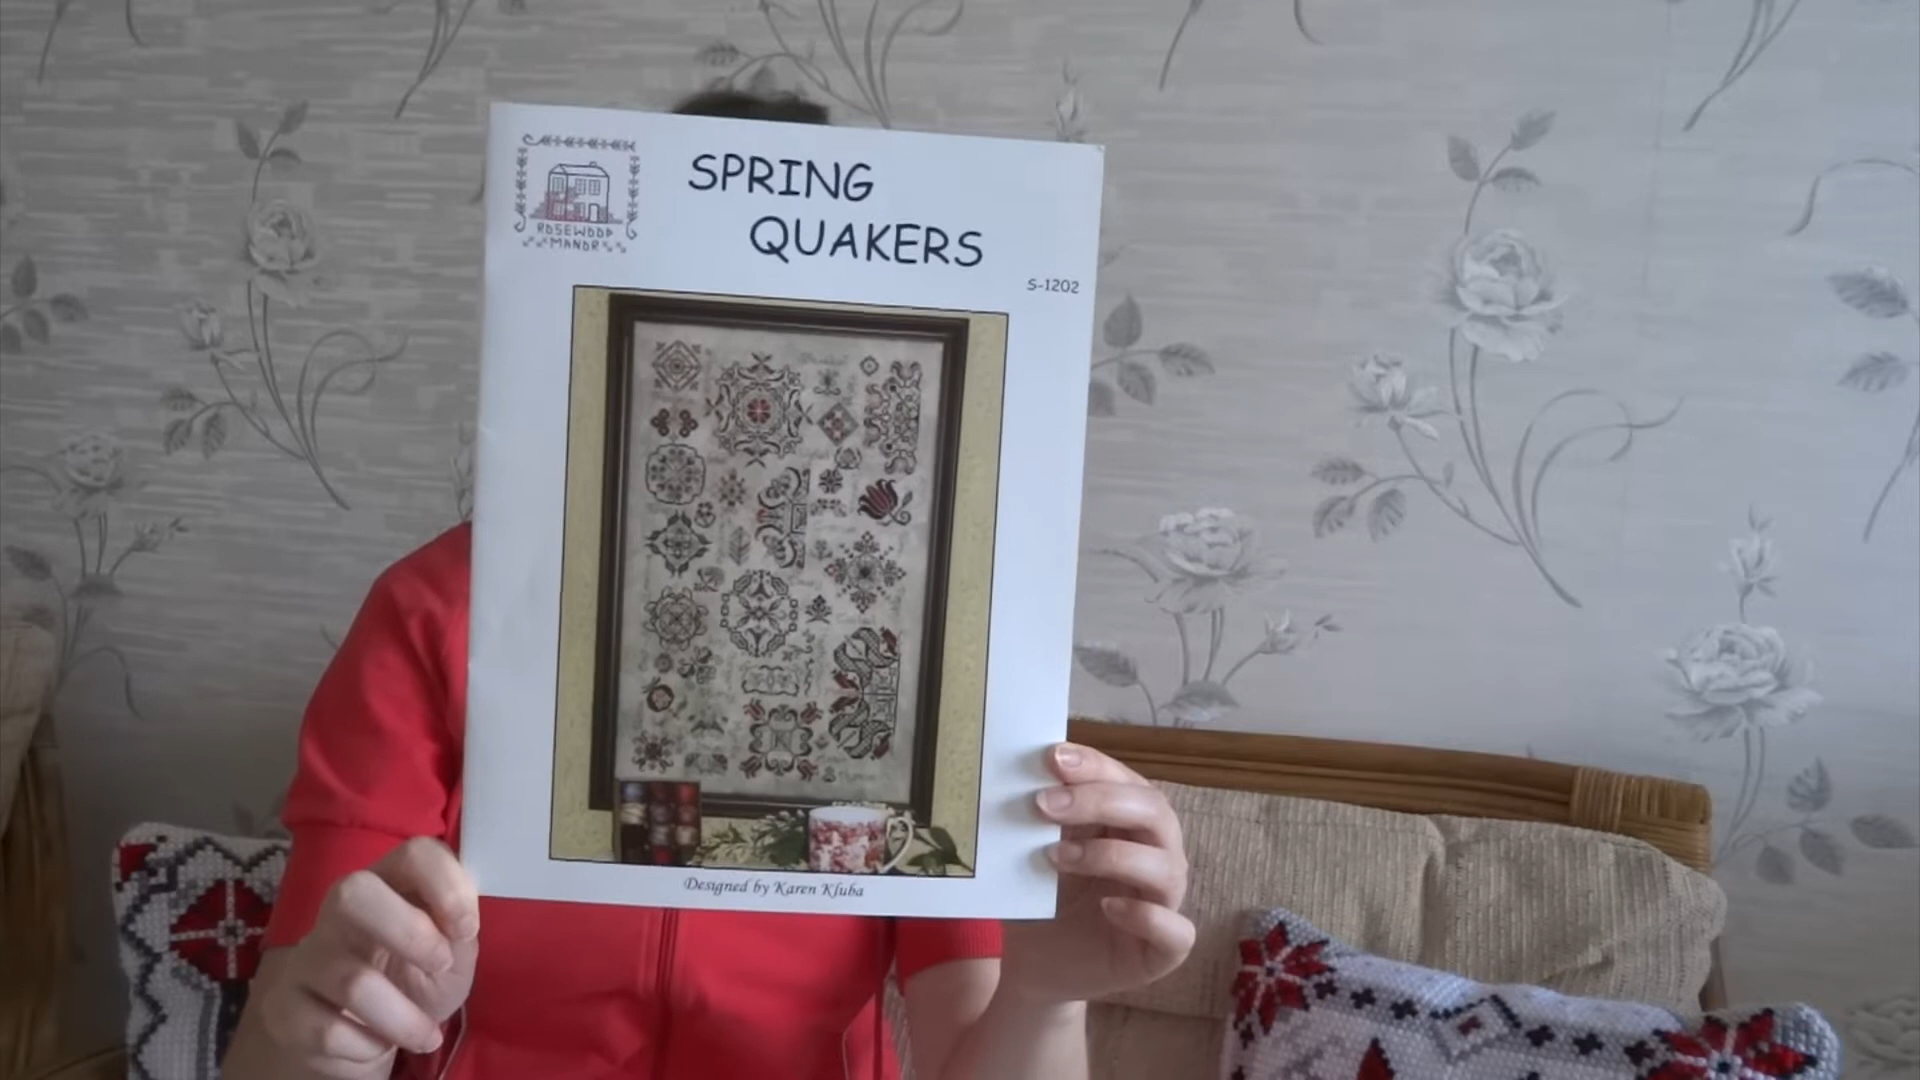 ROSEWOOD
MANOR
SPRING
QUAKERS
S-1202
Designed by Karen Kluba